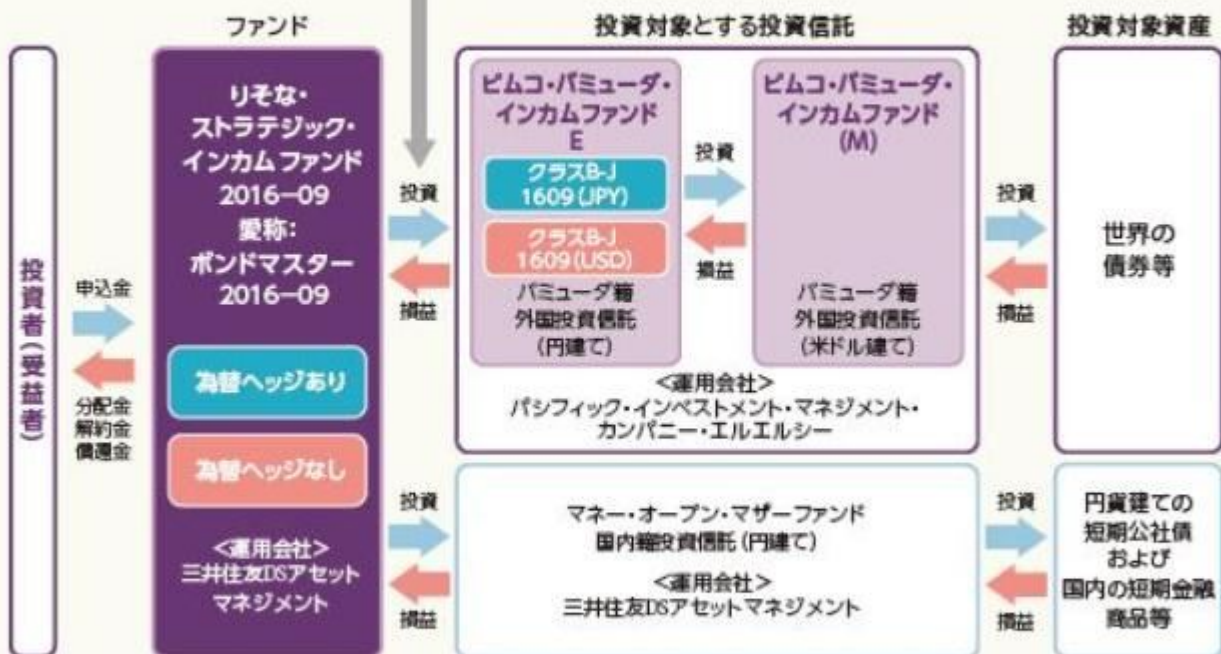 ファンド
投資対象とする投資信託
投資対象資産
投資者(受益者)
申込金
分配金
解約金
償還金
りそな・
ストラテジック・
インカムファンド
2016−09
愛称:
ボンドマスター
2016−09
為替ヘッジあり
為替ヘッジなし
<運用会社>
三井住友DSアセット
マネジメント
投資
損益
ピムコ・バミューダ・
インカムファンド
E
クラスB-J
1609(JPY)
クラスB-J
1609(USD)
バミューダ籍
外国投資信託
(円建て)
投資
損益
ピムコ・バミューダ・
インカムファンド
(M)
バミューダ籍
外国投資信託
(米ドル建て)
<運用会社>
パシフィック・インベストメント・マネジメント・
カンパニー・エルエルシー
投資
損益
世界の
債券等
投資
損益
マネー・オープン・マザーファンド
国内籍投資信託(円建て)
<運用会社>
三井住友DSアセットマネジメント
投資
損益
円貨建ての
短期公社債
および
国内の短期金融
商品等